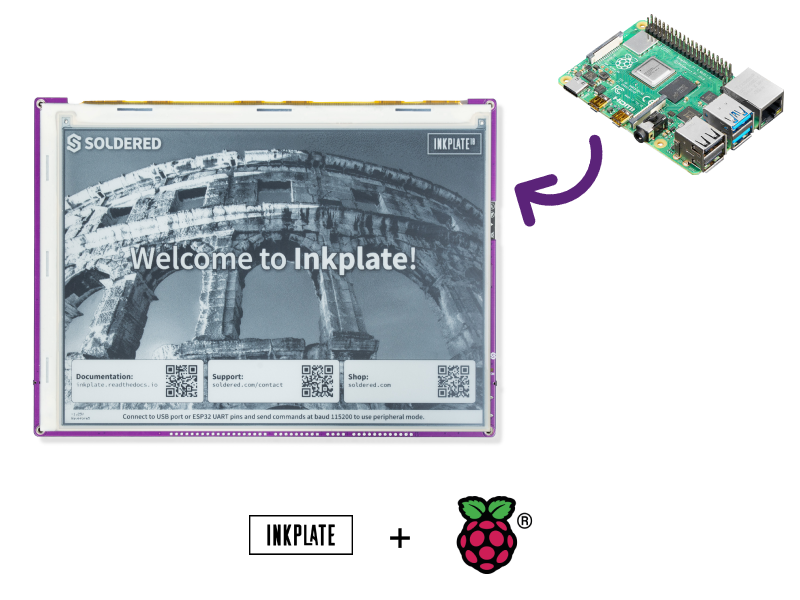 SOLDERED
INKPLATE
Welcome to Inkplate!
Documentation:
inkplate.readthedocs.io
Support:
soldered.com/contact
Shop:
soldered.com
Connect to USB port or ESP32 UART pins and send commands at baud 115200 to use peripheral mode.
HDMI
INKPLATE
+
®